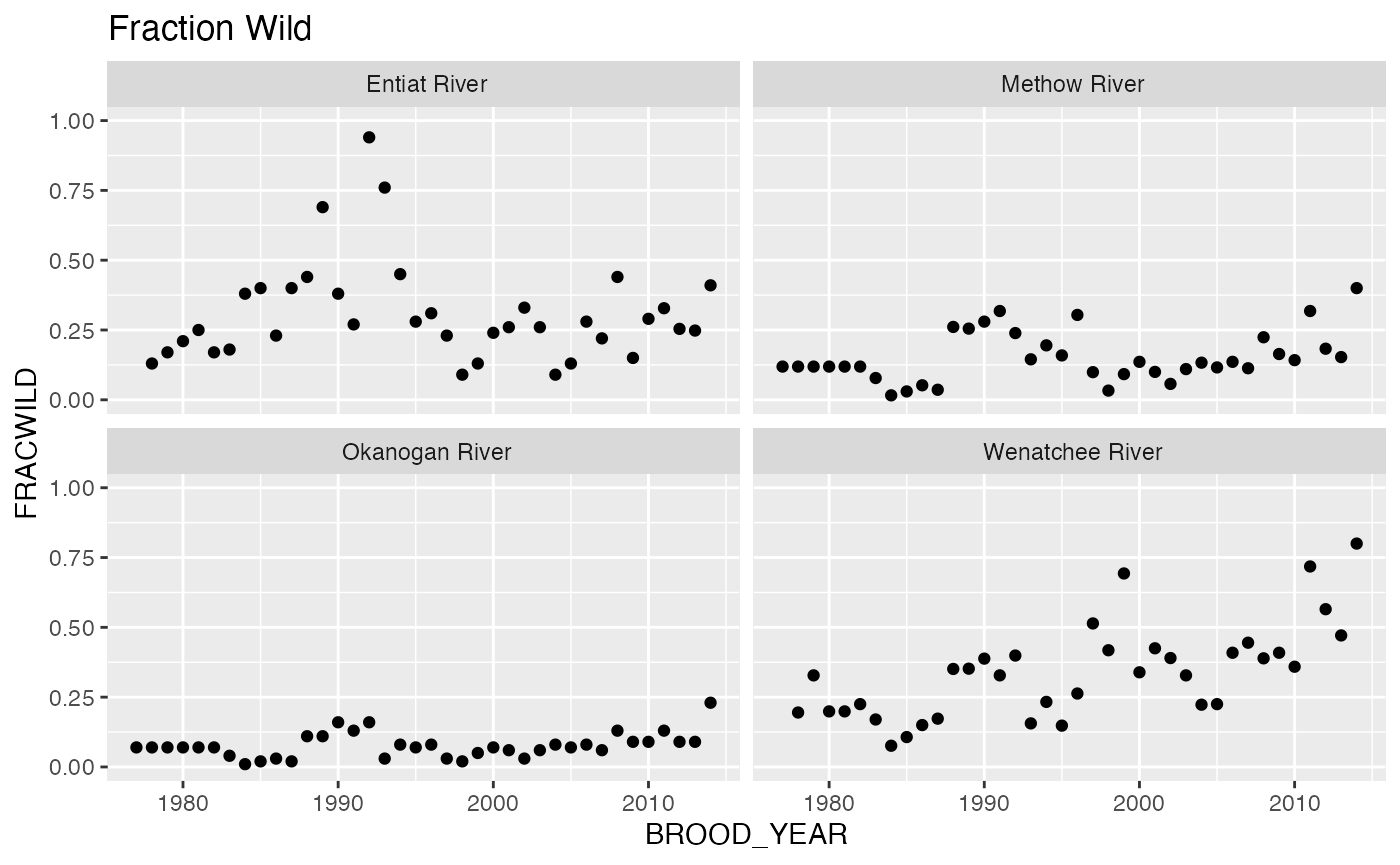 Fraction Wild
Entiat River
Methow River
1.00
0.75
0.50
0.25
0.00
FRACWILD
Okanogan River
Wenatchee River
1.00
0.75
0.50
0.25
0.00
1980 1990 2000 2010 1980 1990 2000 2010
BROOD_YEAR